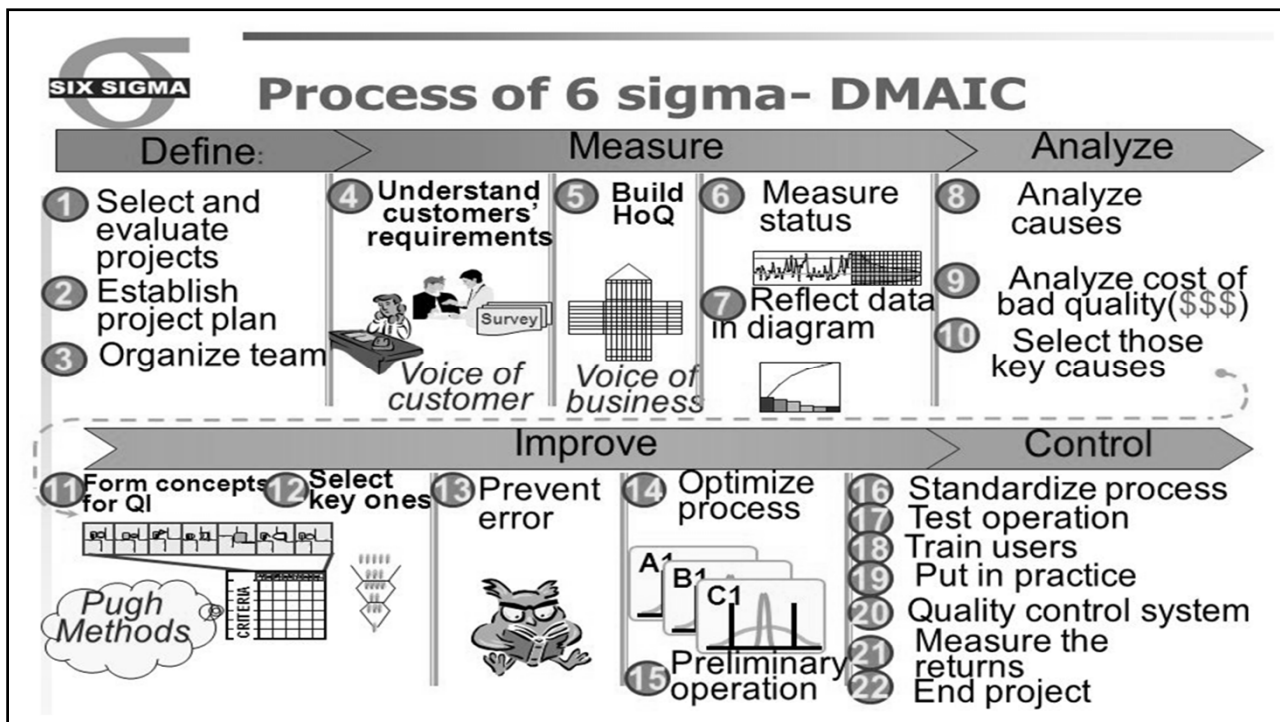 SIX SIGMA
Process of 6 sigma- DMAIC
Define:
Measure
Analyze
1 Select and
evaluate
projects
2 Establish
project plan
3 Organize team
4 Understand
customers'
requirements
Survey
Voice of
customer
5 Build
HoQ
Voice of
business
6 Measure
status
7 Reflect data
in diagram
8 Analyze
causes
9 Analyze cost of
bad quality($$$)
10 Select those
key causes
Improve
Control
11 Form concepts
for QI
12 Select
key ones
CRITERIA
Pugh
Methods
13 Prevent
error
14 Optimize
process
A1
B1
C1
15 Preliminary
operation
16 Standardize process
17 Test operation
18 Train users
19 Put in practice
20 Quality control system
21 Measure the
returns
22 End project